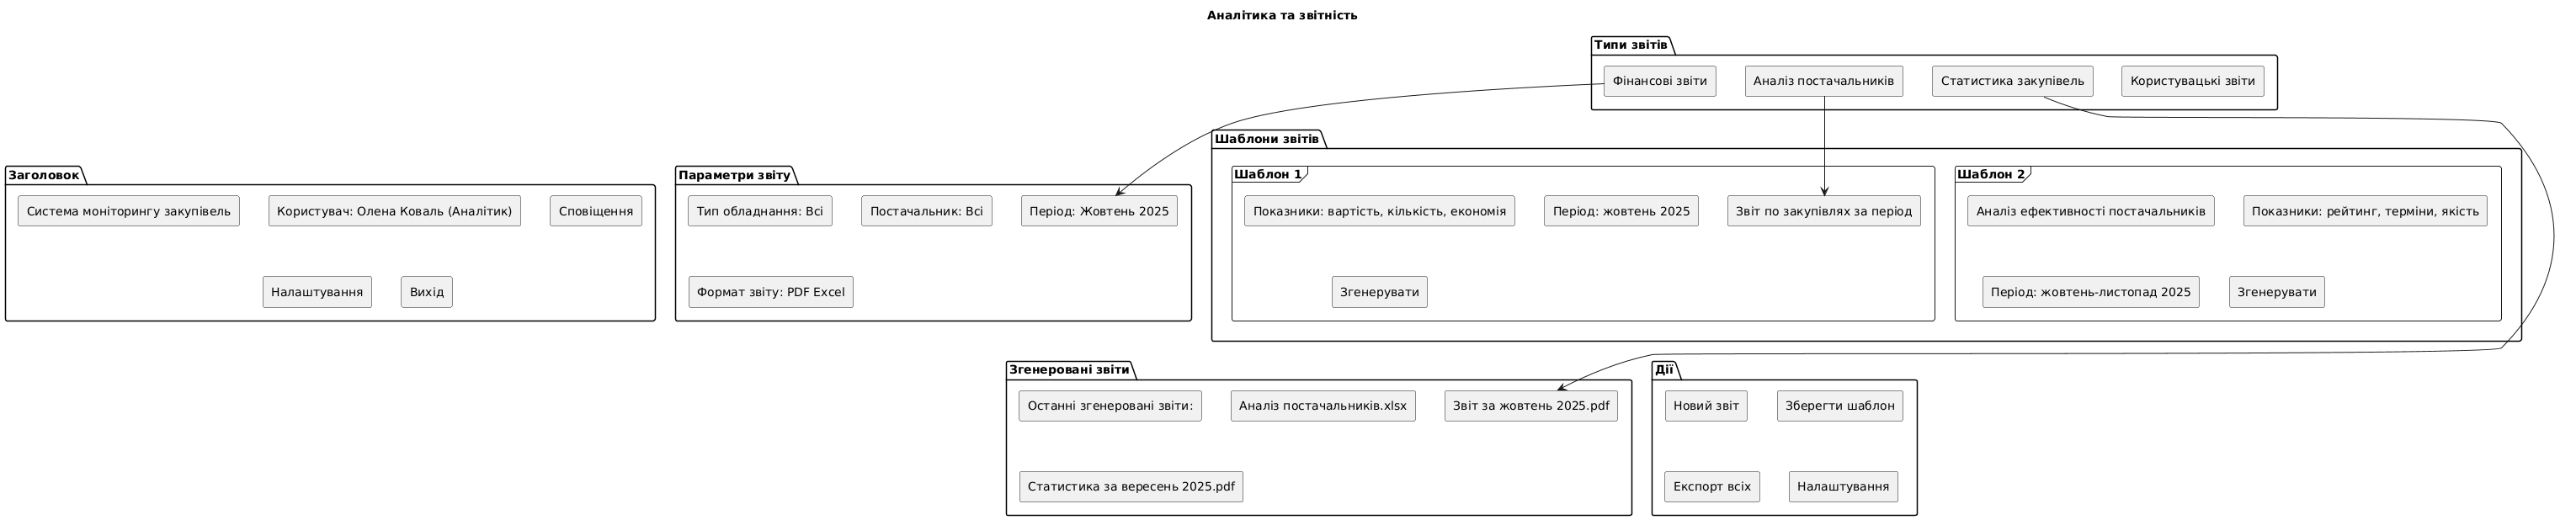 Аналітика та звітність
Типи звітів
Фінансові звіти
Аналіз постачальників
Статистика закупівель
Користувацькі звіти
Заголовок
Система моніторингу закупівель
Користувач: Олена Коваль (Аналітик)
Сповіщення
Налаштування
Вихід
Параметри звіту
Тип обладнання: Всі
Постачальник: Всі
Період: Жовтень 2025
Формат звіту: PDF Excel
Шаблони звітів
Шаблон 1
Показники: вартість, кількість, економія
Період: жовтень 2025
Звіт по закупівлях за період
Згенерувати
Шаблон 2
Аналіз ефективності постачальників
Показники: рейтинг, терміни, якість
Період: жовтень-листопад 2025
Згенерувати
Згенеровані звіти
Останні згенеровані звіти:
Аналіз постачальників.xlsx
Звіт за жовтень 2025.pdf
Статистика за вересень 2025.pdf
Дії
Новий звіт
Зберегти шаблон
Експорт всіх
Налаштування